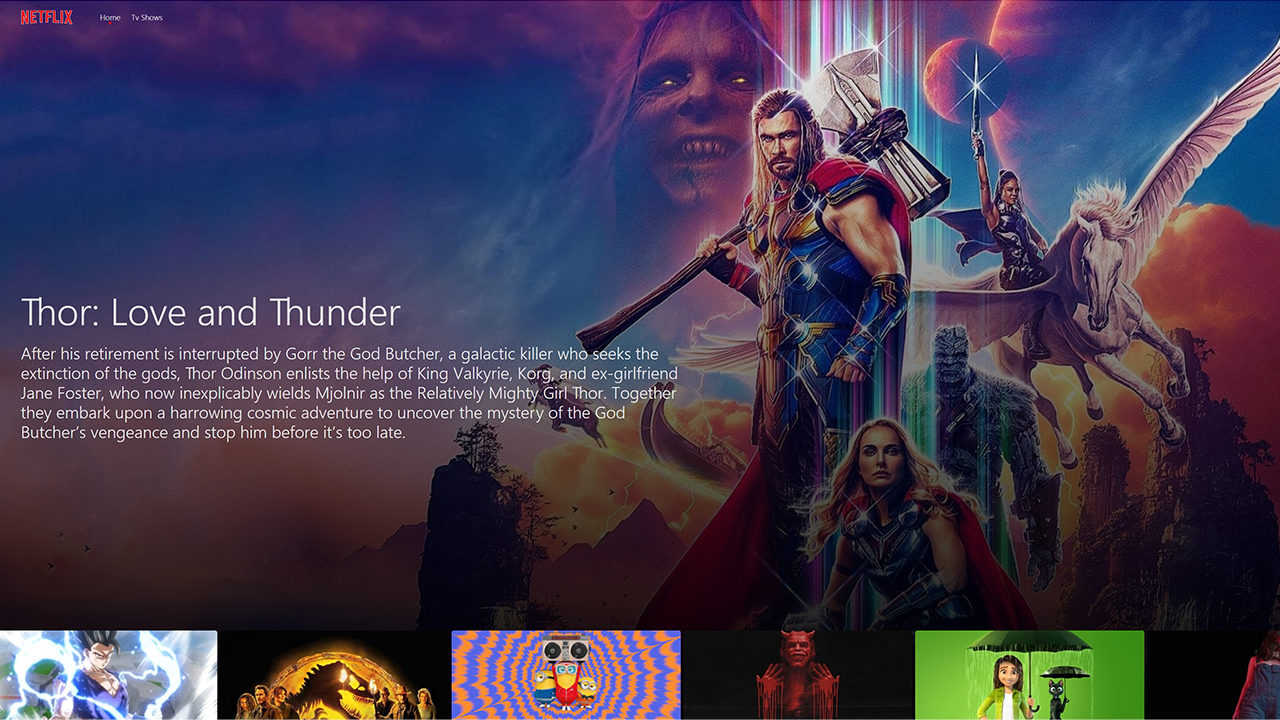 NETFLIX
Home
Tv Shows
Thor: Love and Thunder
After his retirement is interrupted by Gorr the God Butcher, a galactic killer who seeks the
extinction of the gods, Thor Odinson enlists the help of King Valkyrie, Korg, and ex-girlfriend
Jane Foster, who now inexplicably wields Mjolnir as the Relatively Mighty Girl Thor. Together
they embark upon a harrowing cosmic adventure to uncover the mystery of the God
Butcher’s vengeance and stop him before it’s too late.